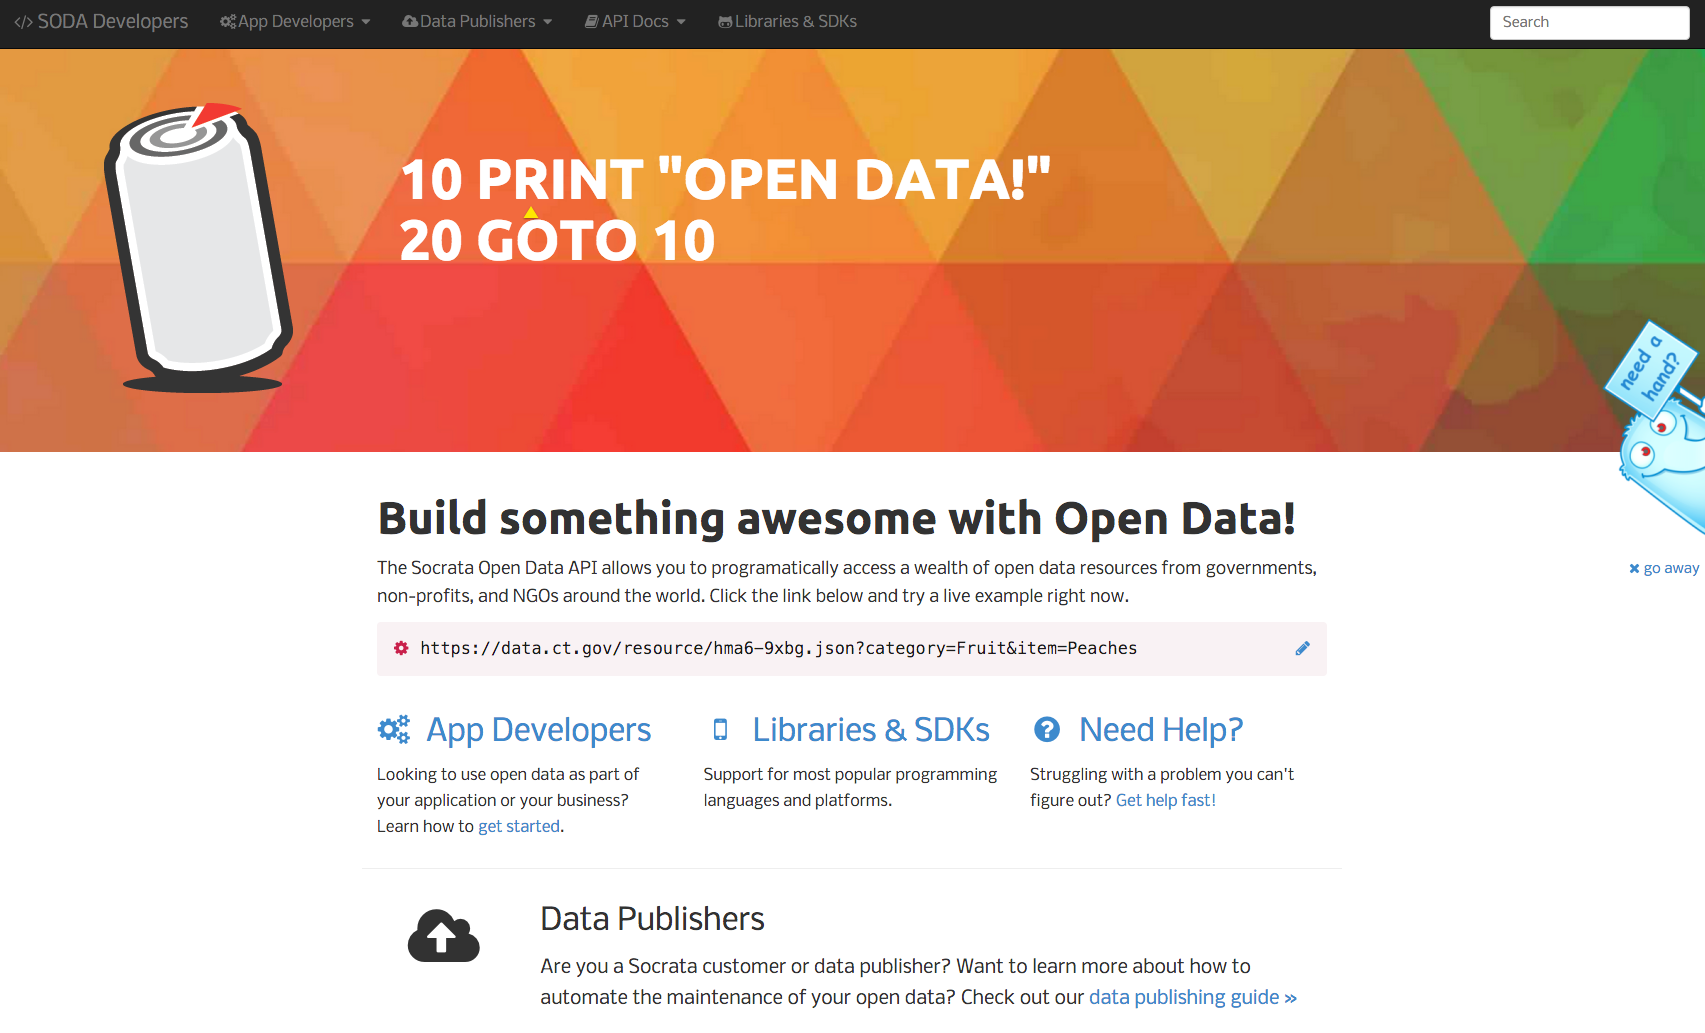 </> SODA Developers App Developers Data Publishers API Docs Libraries & SDKs Search
10 PRINT "OPEN DATA!"
20 GOTO 10
need a
hand?
go away
Build something awesome with Open Data!
The Socrata Open Data API allows you to programatically access a wealth of open data resources from governments,
non-profits, and NGOs around the world. Click the link below and try a live example right now.
https://data.ct.gov/resource/hma6-9xbg.json?category=Fruit&item=Peaches
App Developers
Looking to use open data as part of
your application or your business?
Learn how to get started.
Libraries & SDKs
Support for most popular programming
languages and platforms.
Need Help?
Struggling with a problem you can't
figure out? Get help fast!
Data Publishers
Are you a Socrata customer or data publisher? Want to learn more about how to
automate the maintenance of your open data? Check out our data publishing guide »